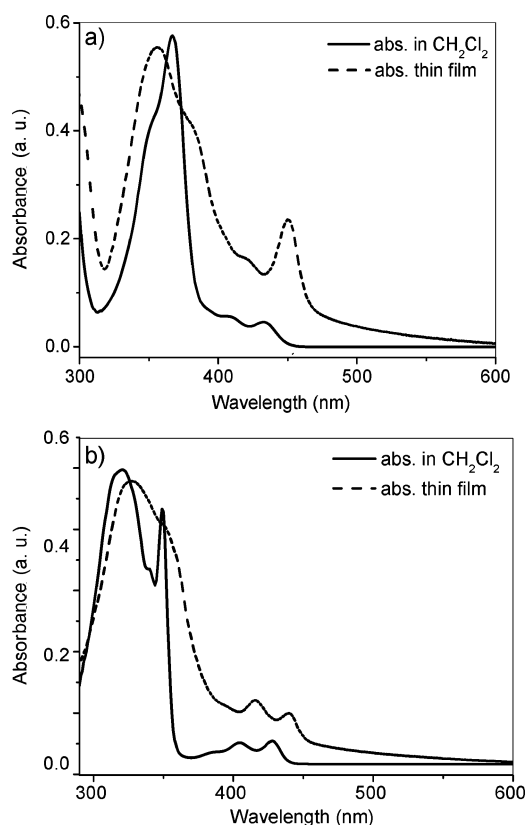 a)
abs. in CH₂Cl₂
abs. thin film
Absorbance (a. u.)
0.6
0.4
0.2
0.0
300 400 500 600
Wavelength (nm)
b)
abs. in CH₂Cl₂
abs. thin film
Absorbance (a. u.)
0.6
0.4
0.2
0.0
300 400 500 600
Wavelength (nm)